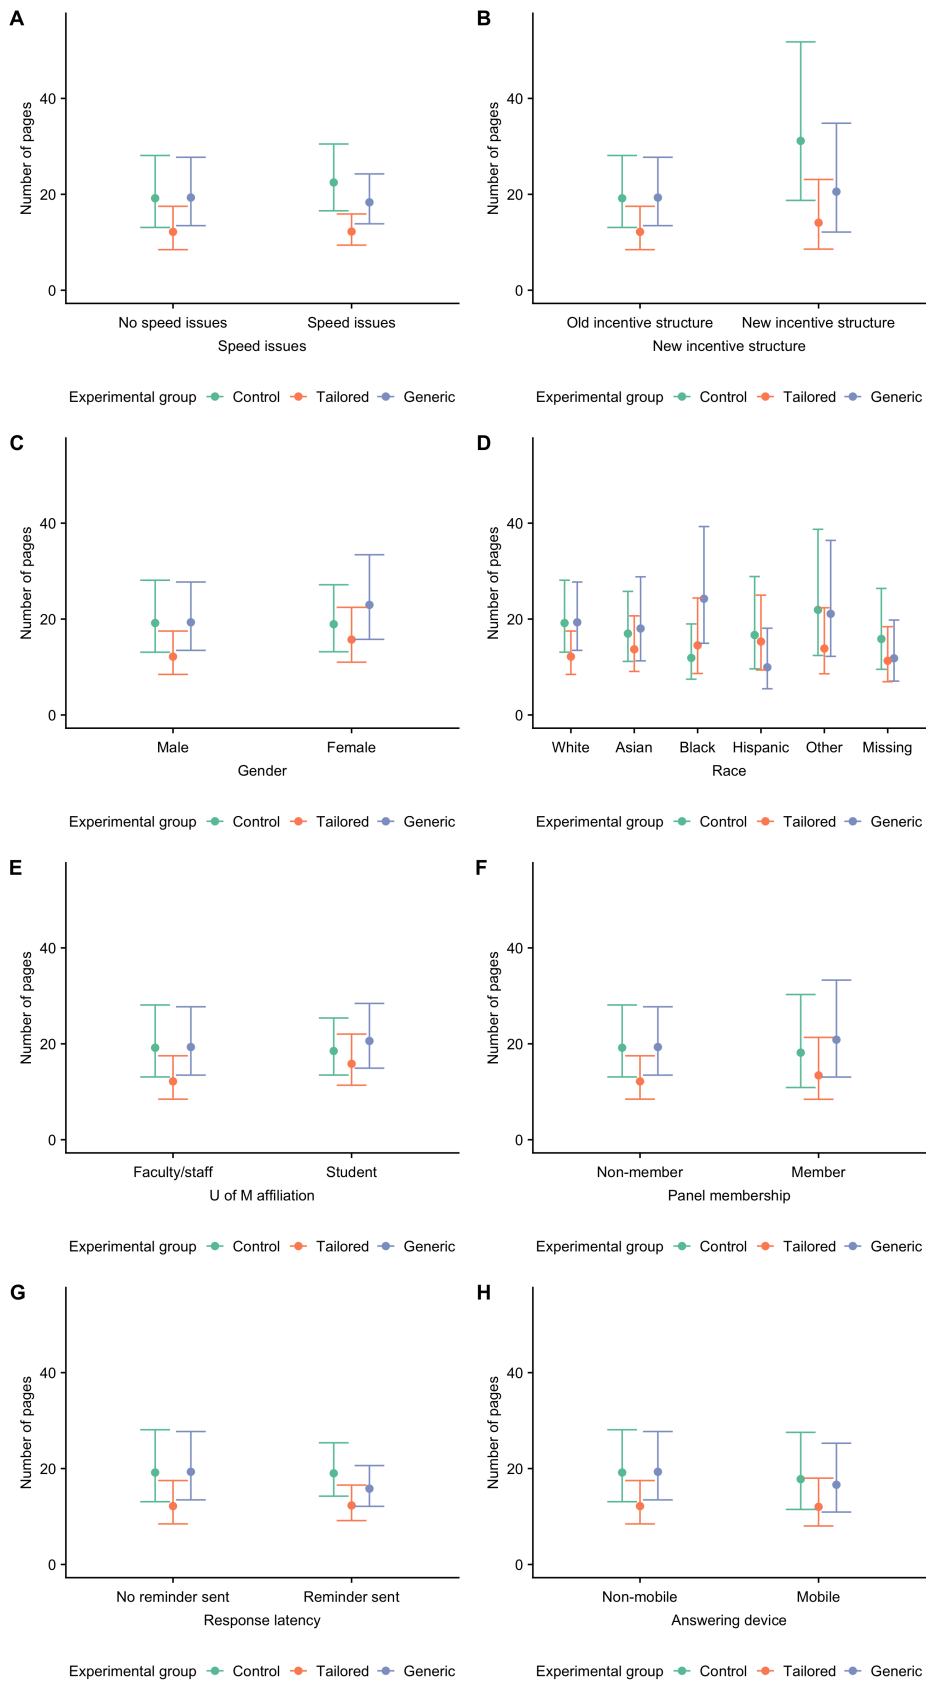 A
Number of pages
40
20
0
No speed issues Speed issues
Speed issues
Experimental group Control Tailored Generic
B
Number of pages
40
20
0
Old incentive structure New incentive structure
New incentive structure
Experimental group Control Tailored Generic
C
Number of pages
40
20
0
Male Female
Gender
Experimental group Control Tailored Generic
D
Number of pages
40
20
0
White Asian Black Hispanic Other Missing
Race
Experimental group Control Tailored Generic
E
Number of pages
40
20
0
Faculty/staff Student
U of M affiliation
Experimental group Control Tailored Generic
F
Number of pages
40
20
0
Non-member Member
Panel membership
Experimental group Control Tailored Generic
G
Number of pages
40
20
0
No reminder sent Reminder sent
Response latency
Experimental group Control Tailored Generic
H
Number of pages
40
20
0
Non-mobile Mobile
Answering device
Experimental group Control Tailored Generic